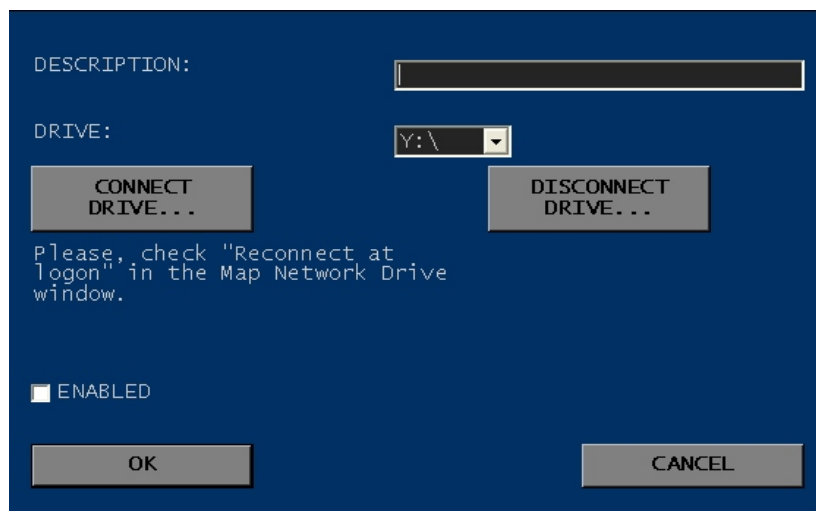 DESCRIPTION:
DRIVE:
Y:\
CONNECT
DRIVE...
DISCONNECT
DRIVE...
Please, check "Reconnect at
logon" in the Map Network Drive
window.
ENABLED
OK
CANCEL